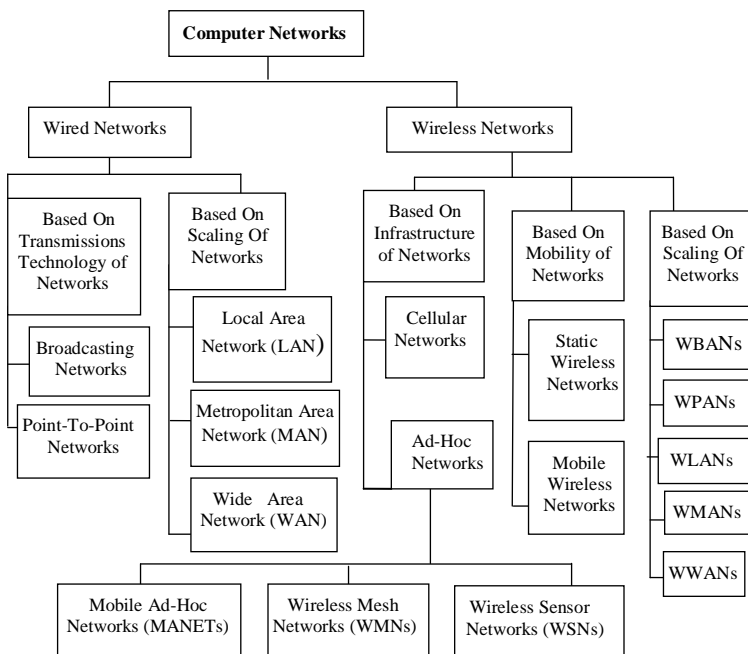 Computer Networks
Wired Networks
Wireless Networks
Based On
Transmissions
Technology of
Networks
Based On
Scaling Of
Networks
Based On
Infrastructure
of Networks
Based On
Mobility of
Networks
Based On
Scaling Of
Networks
Broadcasting
Networks
Point-To-Point
Networks
Local Area
Network (LAN)
Metropolitan Area
Network (MAN)
Wide Area
Network (WAN)
Cellular
Networks
Ad-Hoc
Networks
Static
Wireless
Networks
Mobile
Wireless
Networks
WBANs
WPANs
WLANs
WMANs
WWANs
Mobile Ad-Hoc
Networks (MANETs)
Wireless Mesh
Networks (WMNs)
Wireless Sensor
Networks (WSNs)